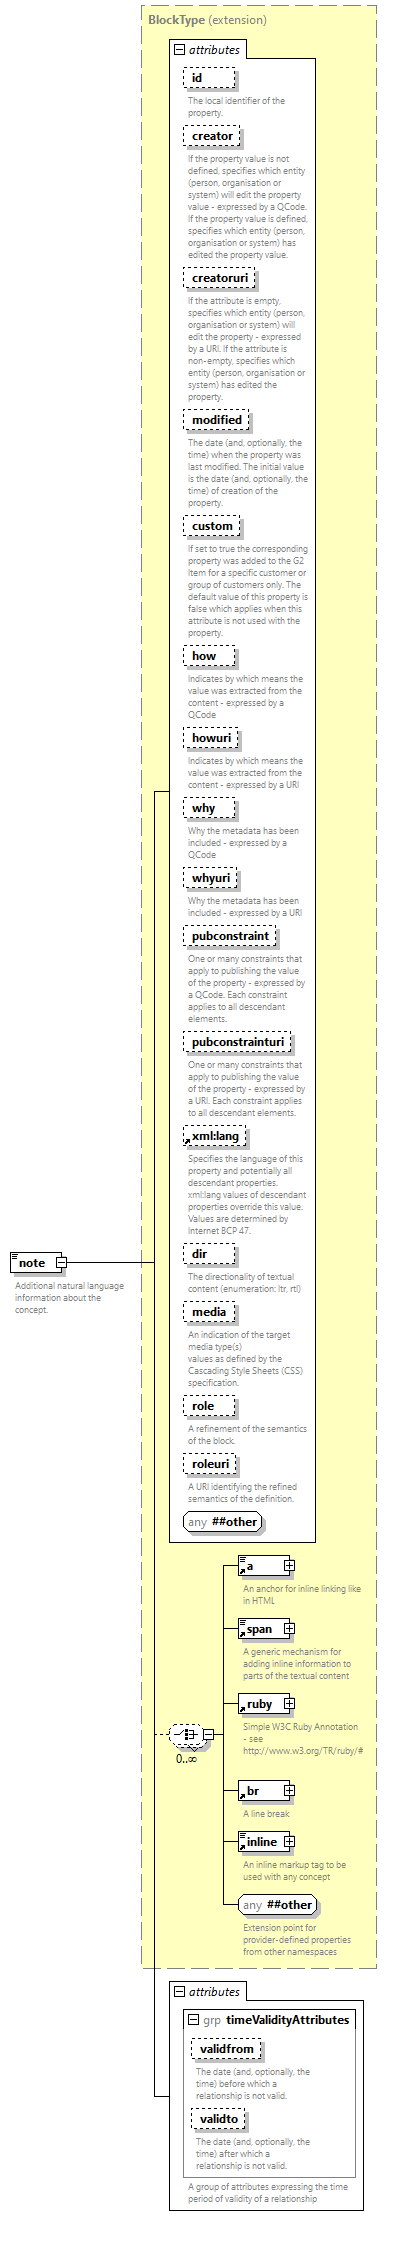 BlockType (extension)
attributes
id
The local identifier of the
property.
creator
If the property value is not
defined, specifies which entity
(person, organisation or
system) will edit the property
value - expressed by a QCode.
If the property value is defined,
specifies which entity (person,
organisation or system) has
edited the property value.
creatoruri
If the attribute is empty,
specifies which entity (person,
organisation or system) will
edit the property - expressed
by a URI. If the attribute is
non-empty, specifies which
entity (person, organisation or
system) has edited the
property.
modified
The date (and, optionally, the
time) when the property was
last modified. The initial value
is the date (and, optionally, the
time) of creation of the
property.
custom
If set to true the corresponding
property was added to the G2
Item for a specific customer or
group of customers only. The
default value of this property is
false which applies when this
attribute is not used with the
property.
how
Indicates by which means the
value was extracted from the
content - expressed by a
QCode
howuri
Indicates by which means the
value was extracted from the
content - expressed by a URI
why
Why the metadata has been
included - expressed by a
QCode
whyuri
Why the metadata has been
included - expressed by a URI
pubconstraint
One or many constraints that
apply to publishing the value
of the property - expressed by
a QCode. Each constraint
applies to all descendant
elements.
pubconstrainturi
One or many constraints that
apply to publishing the value
of the property - expressed by
a URI. Each constraint applies
to all descendant elements.
xml:lang
Specifies the language of this
property and potentially all
descendant properties.
xml:lang values of descendant
properties override this value.
Values are determined by
Internet BCP 47.
dir
The directionality of textual
content (enumeration: ltr, rtl)
media
An indication of the target
media type(s)
values as defined by the
Cascading Style Sheets (CSS)
specification.
role
A refinement of the semantics
of the block.
roleuri
A URI identifying the refined
semantics of the definition.
any ##other
note
Additional natural language
information about the
concept.
0..∞
a
An anchor for inline linking like
in HTML
span
A generic mechanism for
adding inline information to
parts of the textual content
ruby
Simple W3C Ruby Annotation
- see
http://www.w3.org/TR/ruby/#
br
A line break
inline
An inline markup tag to be
used with any concept
any ##other
Extension point for
provider-defined properties
from other namespaces
attributes
grp timeValidityAttributes
validfrom
The date (and, optionally, the
time) before which a
relationship is not valid.
validto
The date (and, optionally, the
time) after which a
relationship is not valid.
A group of attributes expressing the time
period of validity of a relationship